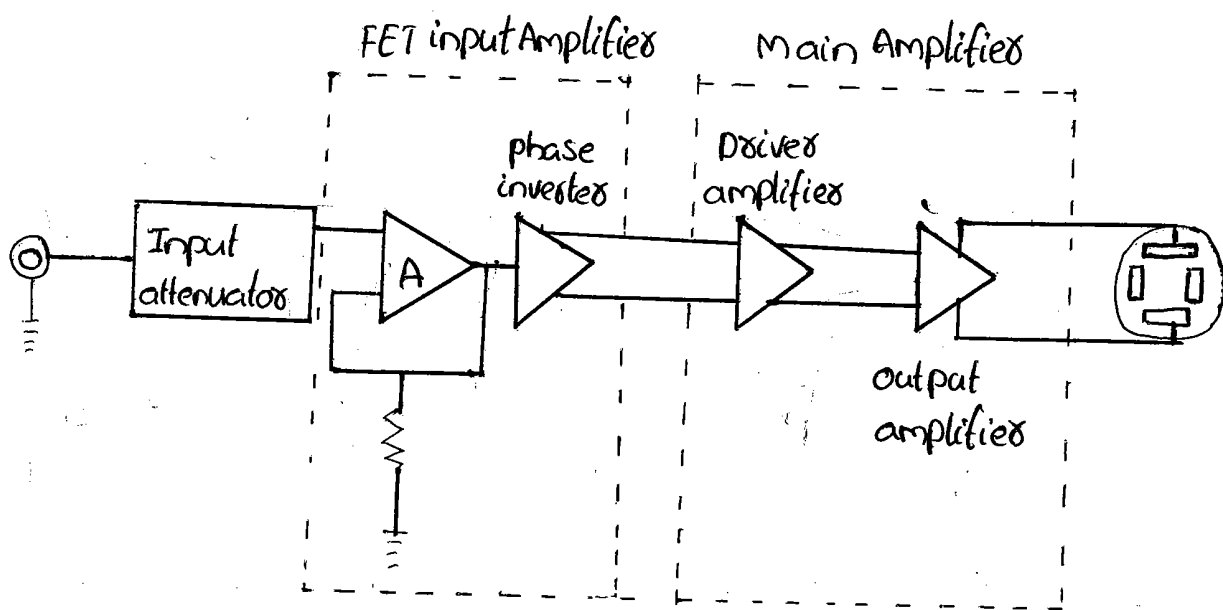 FET input Amplifier
Main Amplifier
phase
inverter
Driver
amplifier
Input
attenuator
A
output
amplifier